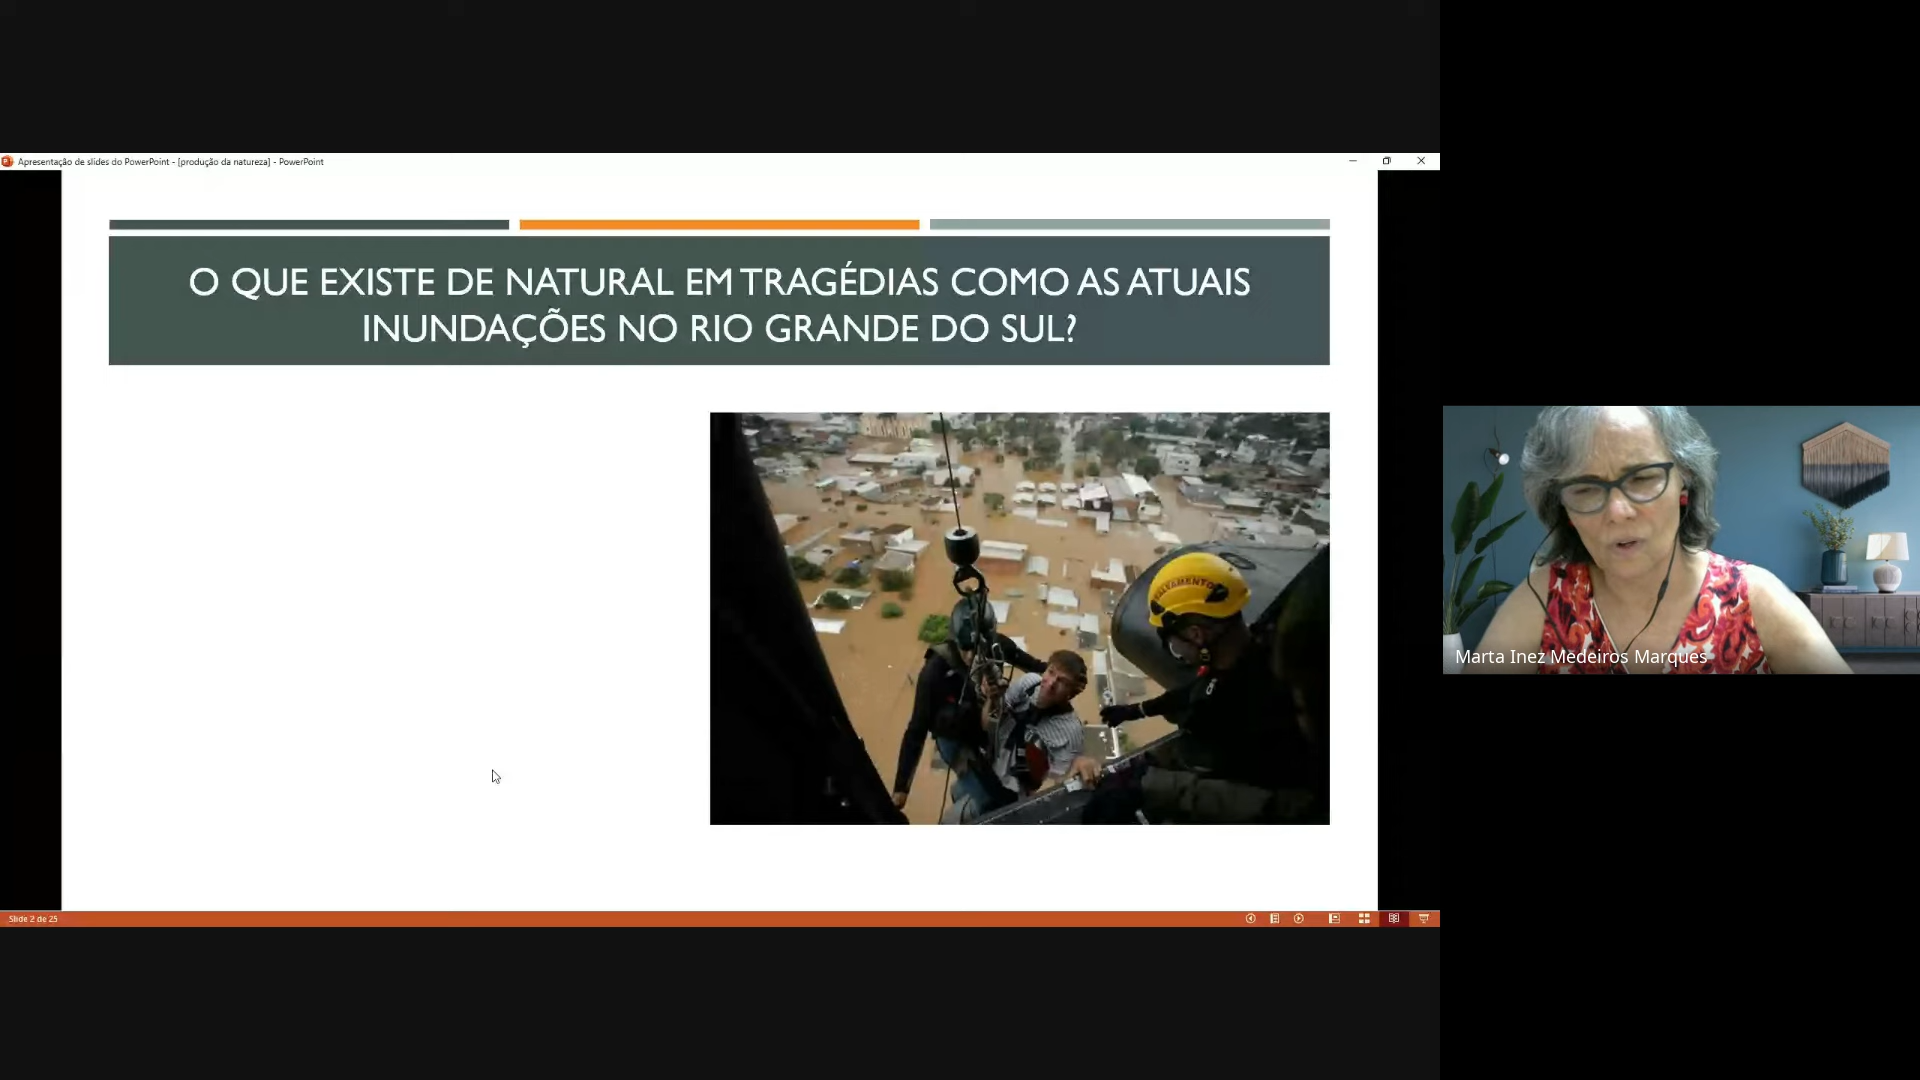 Apresentação de slides do PowerPoint - [produção da natureza] - PowerPoint
O QUE EXISTE DE NATURAL EM TRAGÉDIAS COMO AS ATUAIS
INUNDAÇÕES NO RIO GRANDE DO SUL?
SALVAMENTO
Marta Inez Medeiros Marques
Slide 2 de 25